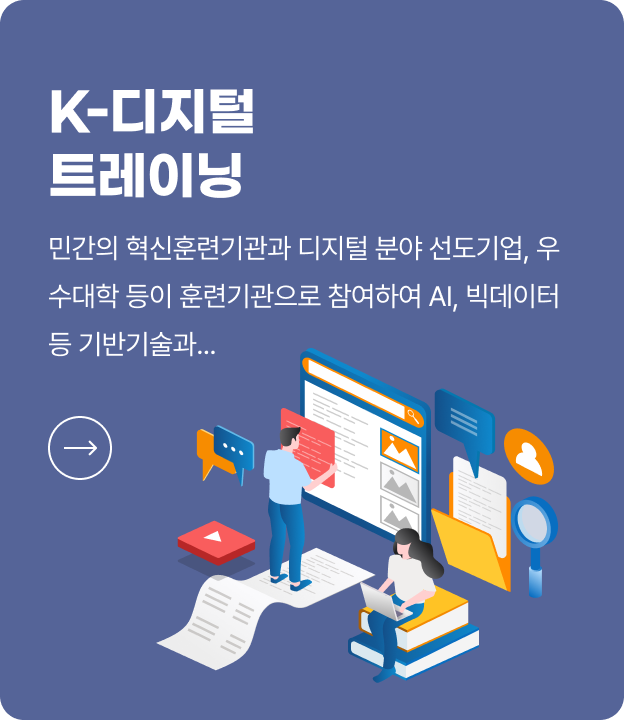 K-디지털
트레이닝
민간의 혁신훈련기관과 디지털 분야 선도기업, 우
수대학 등이 훈련기관으로 참여하여 AI, 빅데이터
등 기반기술과...